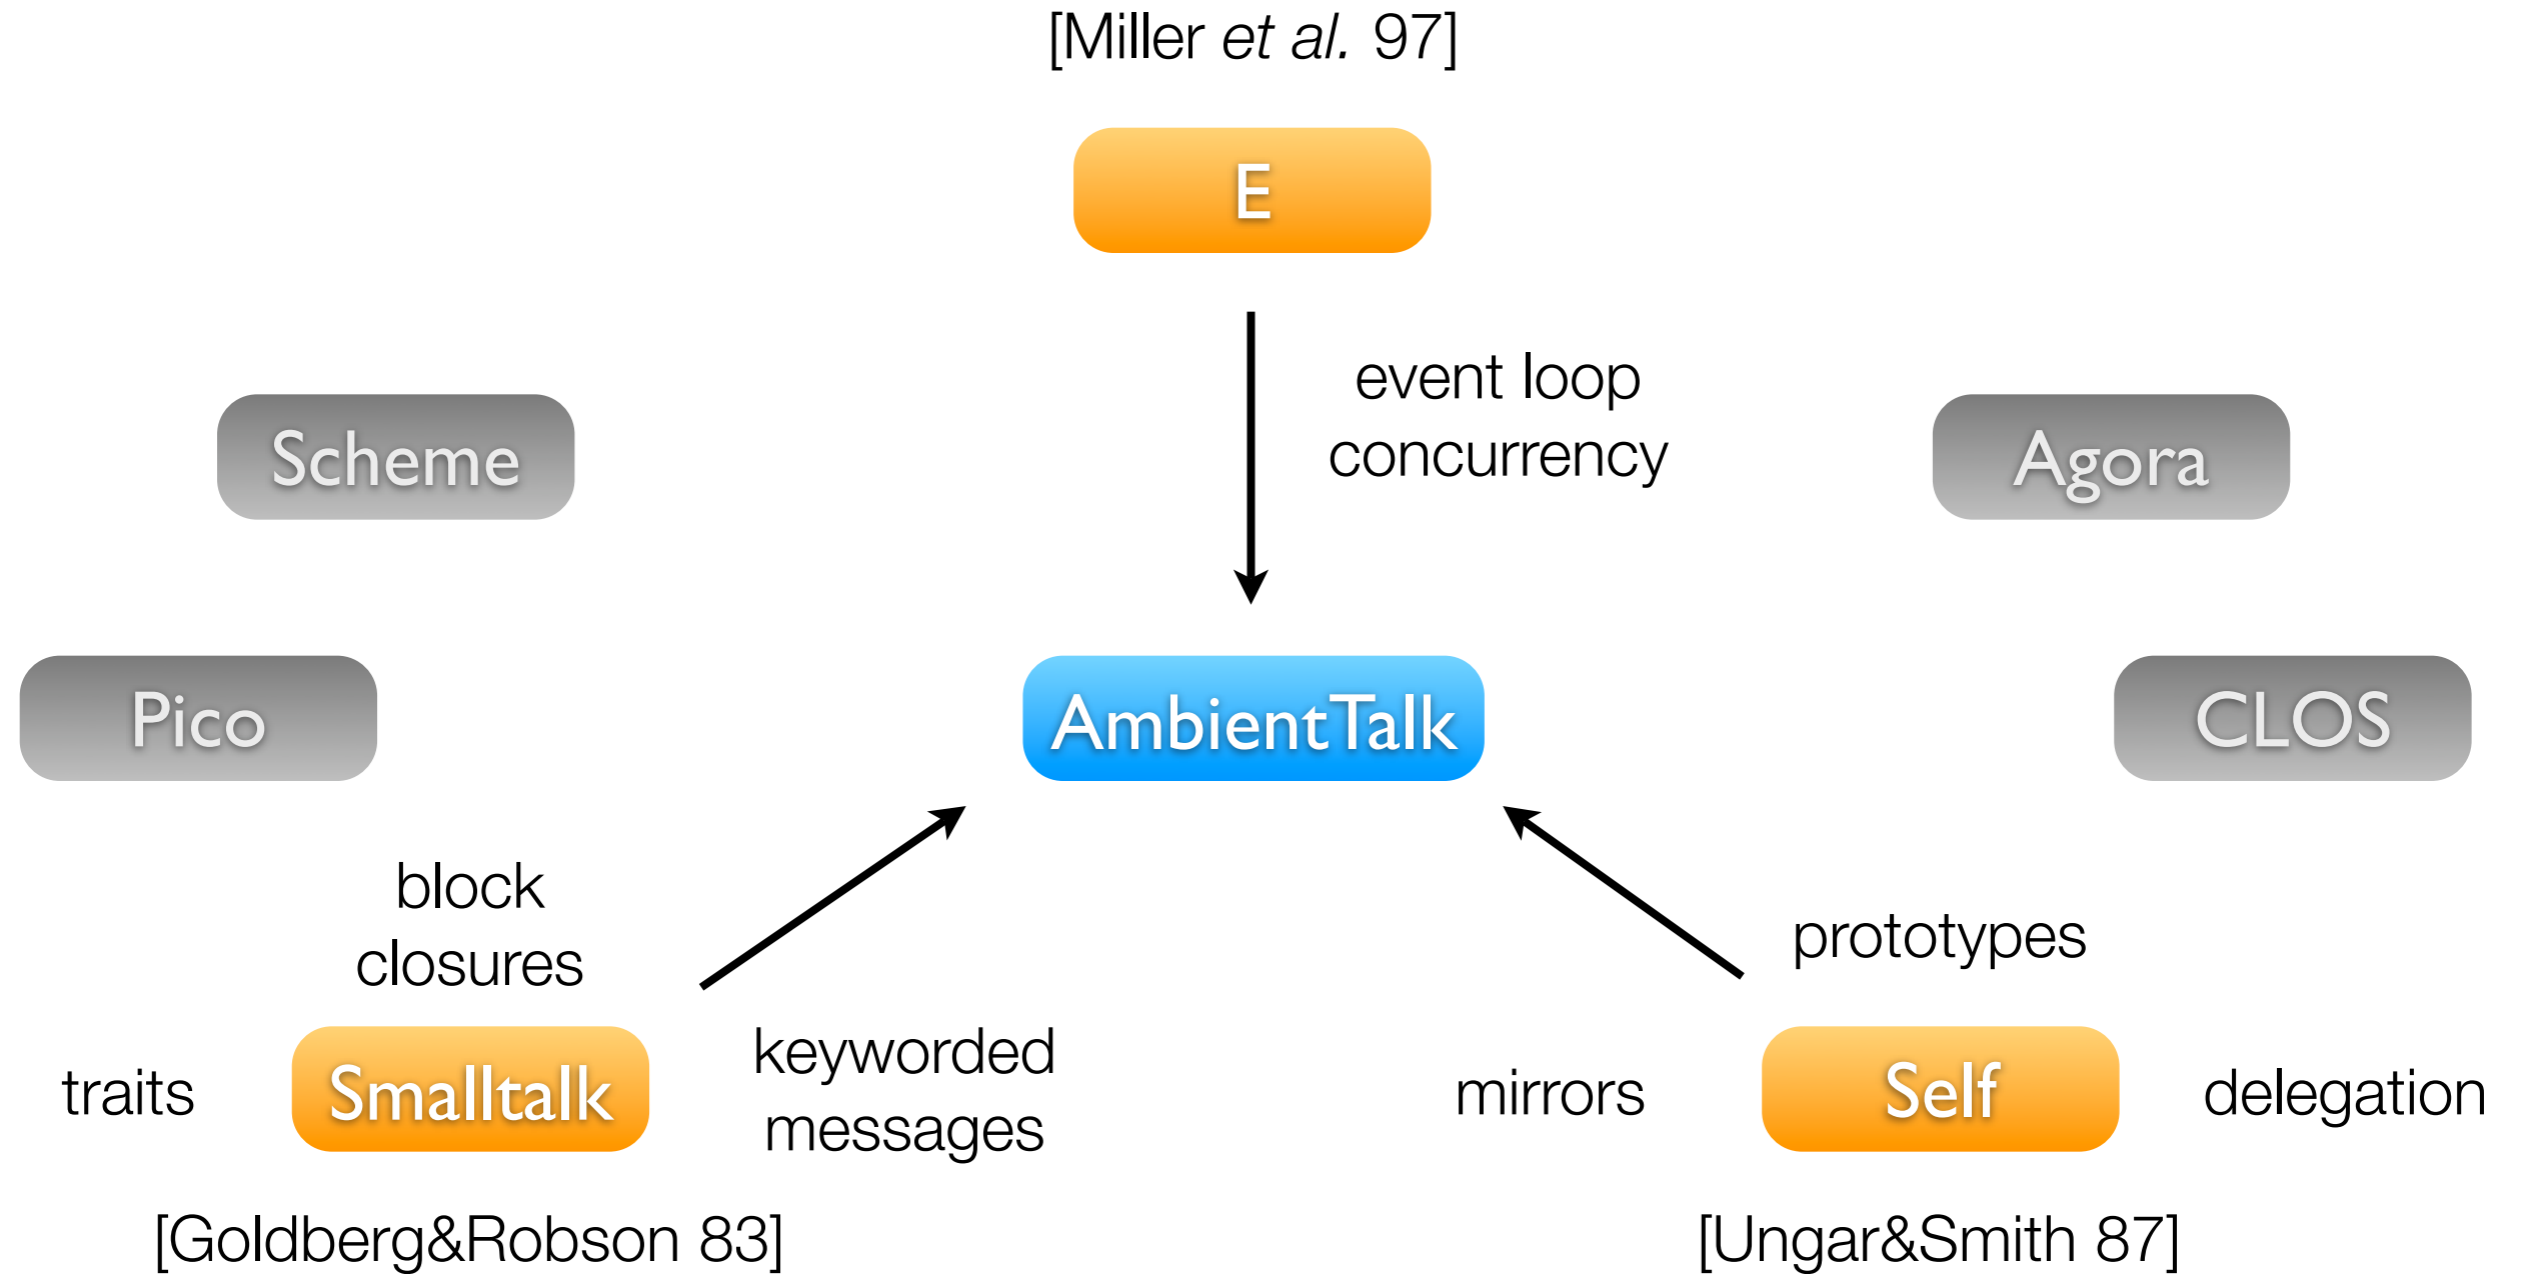 [Miller et al. 97]
E
event loop
concurrency
Scheme
Agora
Pico
AmbientTalk
CLOS
block
closures
prototypes
keyworded
messages
traits
Smalltalk
mirrors
Self
delegation
[Goldberg&Robson 83]
[Ungar&Smith 87]